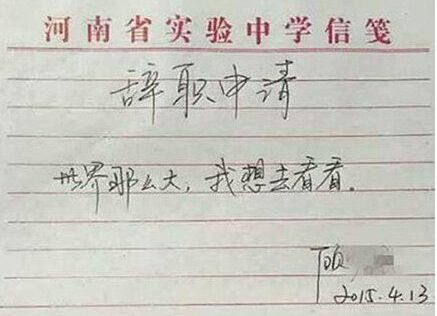 河南省实验中学信笺
辞职申请
世界那么大，我想去看看。
顾
2015.4.13